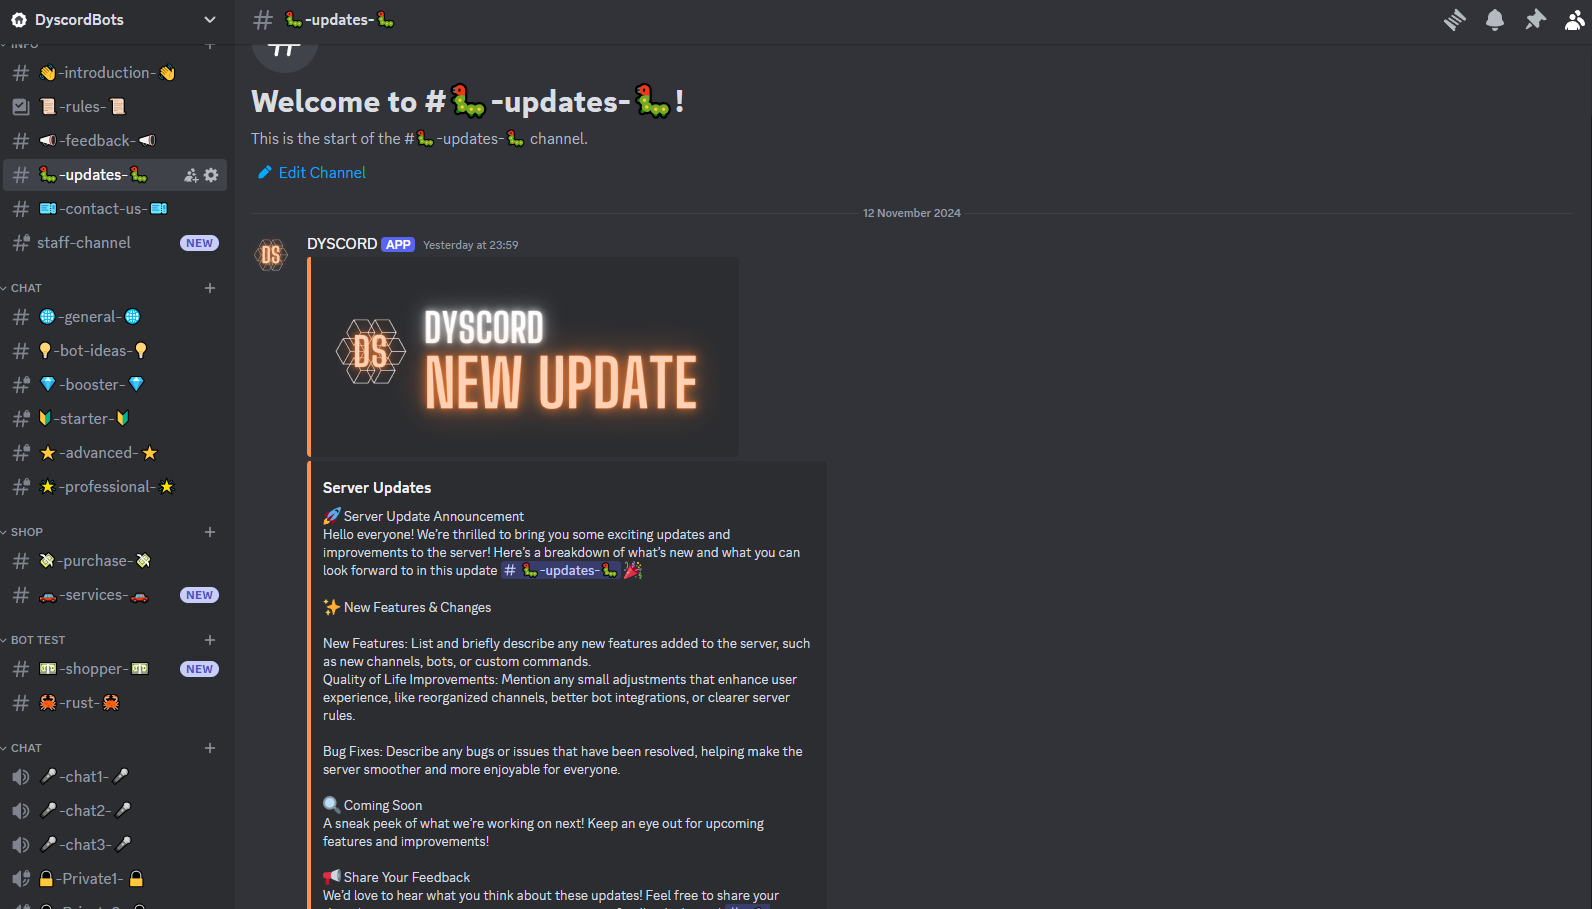 DyscordBots
INFO
👋-introduction-👋
📜-rules-📜
📢-feedback-📢
🐛-updates-🐛
🎫-contact-us-🎫
staff-channel NEW
CHAT
🌐-general-🌐
💡-bot-ideas-💡
💎-booster-💎
🔰-starter-🔰
⭐-advanced-⭐
🌟-professional-🌟
SHOP
💸-purchase-💸
🚗-services-🚗 NEW
BOT TEST
💵-shopper-💵 NEW
🦀-rust-🦀
CHAT
🎤-chat1-🎤
🎤-chat2-🎤
🎤-chat3-🎤
🔒-Private1-🔒
# 🐛-updates-🐛
Welcome to #🐛-updates-🐛!
This is the start of the #🐛-updates-🐛 channel.
Edit Channel
12 November 2024
DYSCORD APP Yesterday at 23:59
DS
DS
DYSCORD
NEW UPDATE
Server Updates
🚀 Server Update Announcement
Hello everyone! We’re thrilled to bring you some exciting updates and
improvements to the server! Here’s a breakdown of what’s new and what you can
look forward to in this update # 🐛-updates-🐛 🎉
✨ New Features & Changes
New Features: List and briefly describe any new features added to the server, such
as new channels, bots, or custom commands.
Quality of Life Improvements: Mention any small adjustments that enhance user
experience, like reorganized channels, better bot integrations, or clearer server
rules.
Bug Fixes: Describe any bugs or issues that have been resolved, helping make the
server smoother and more enjoyable for everyone.
🔍 Coming Soon
A sneak peek of what we’re working on next! Keep an eye out for upcoming
features and improvements!
📢 Share Your Feedback
We’d love to hear what you think about these updates! Feel free to share your